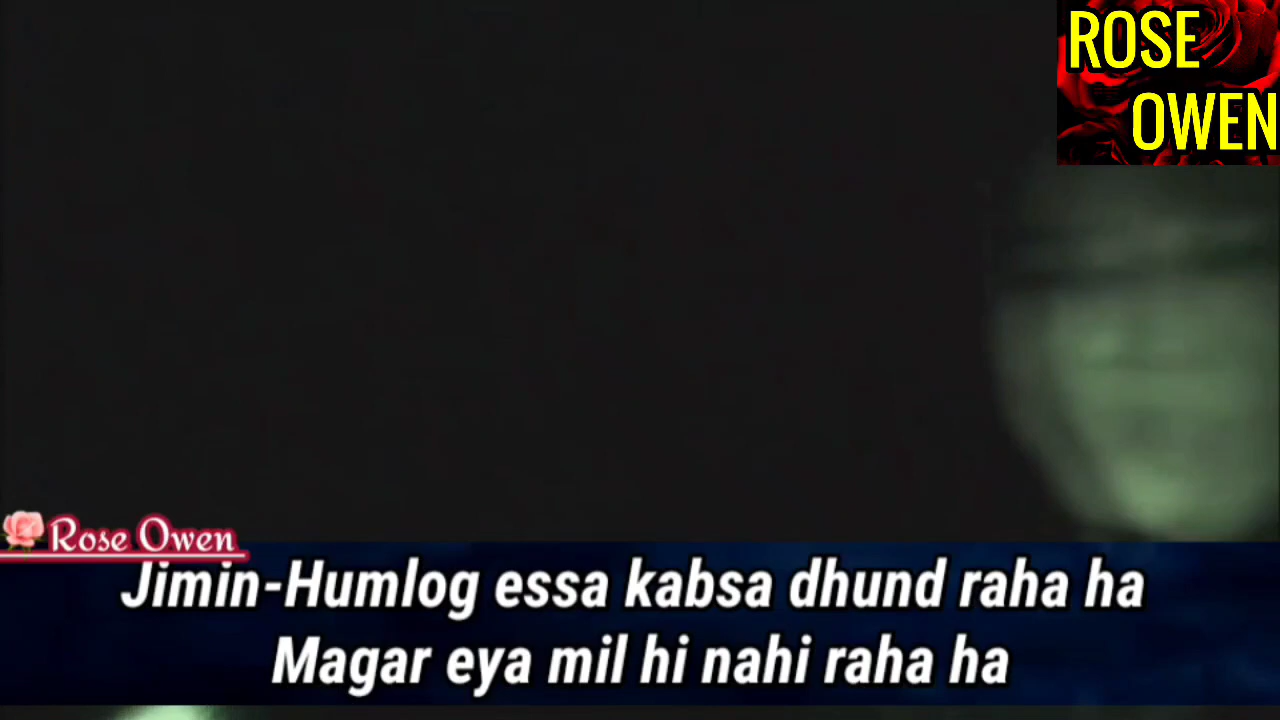 ROSE
OWEN
Rose Owen
Jimin-Humlog essa kabsa dhund raha ha
Magar eya mil hi nahi raha ha